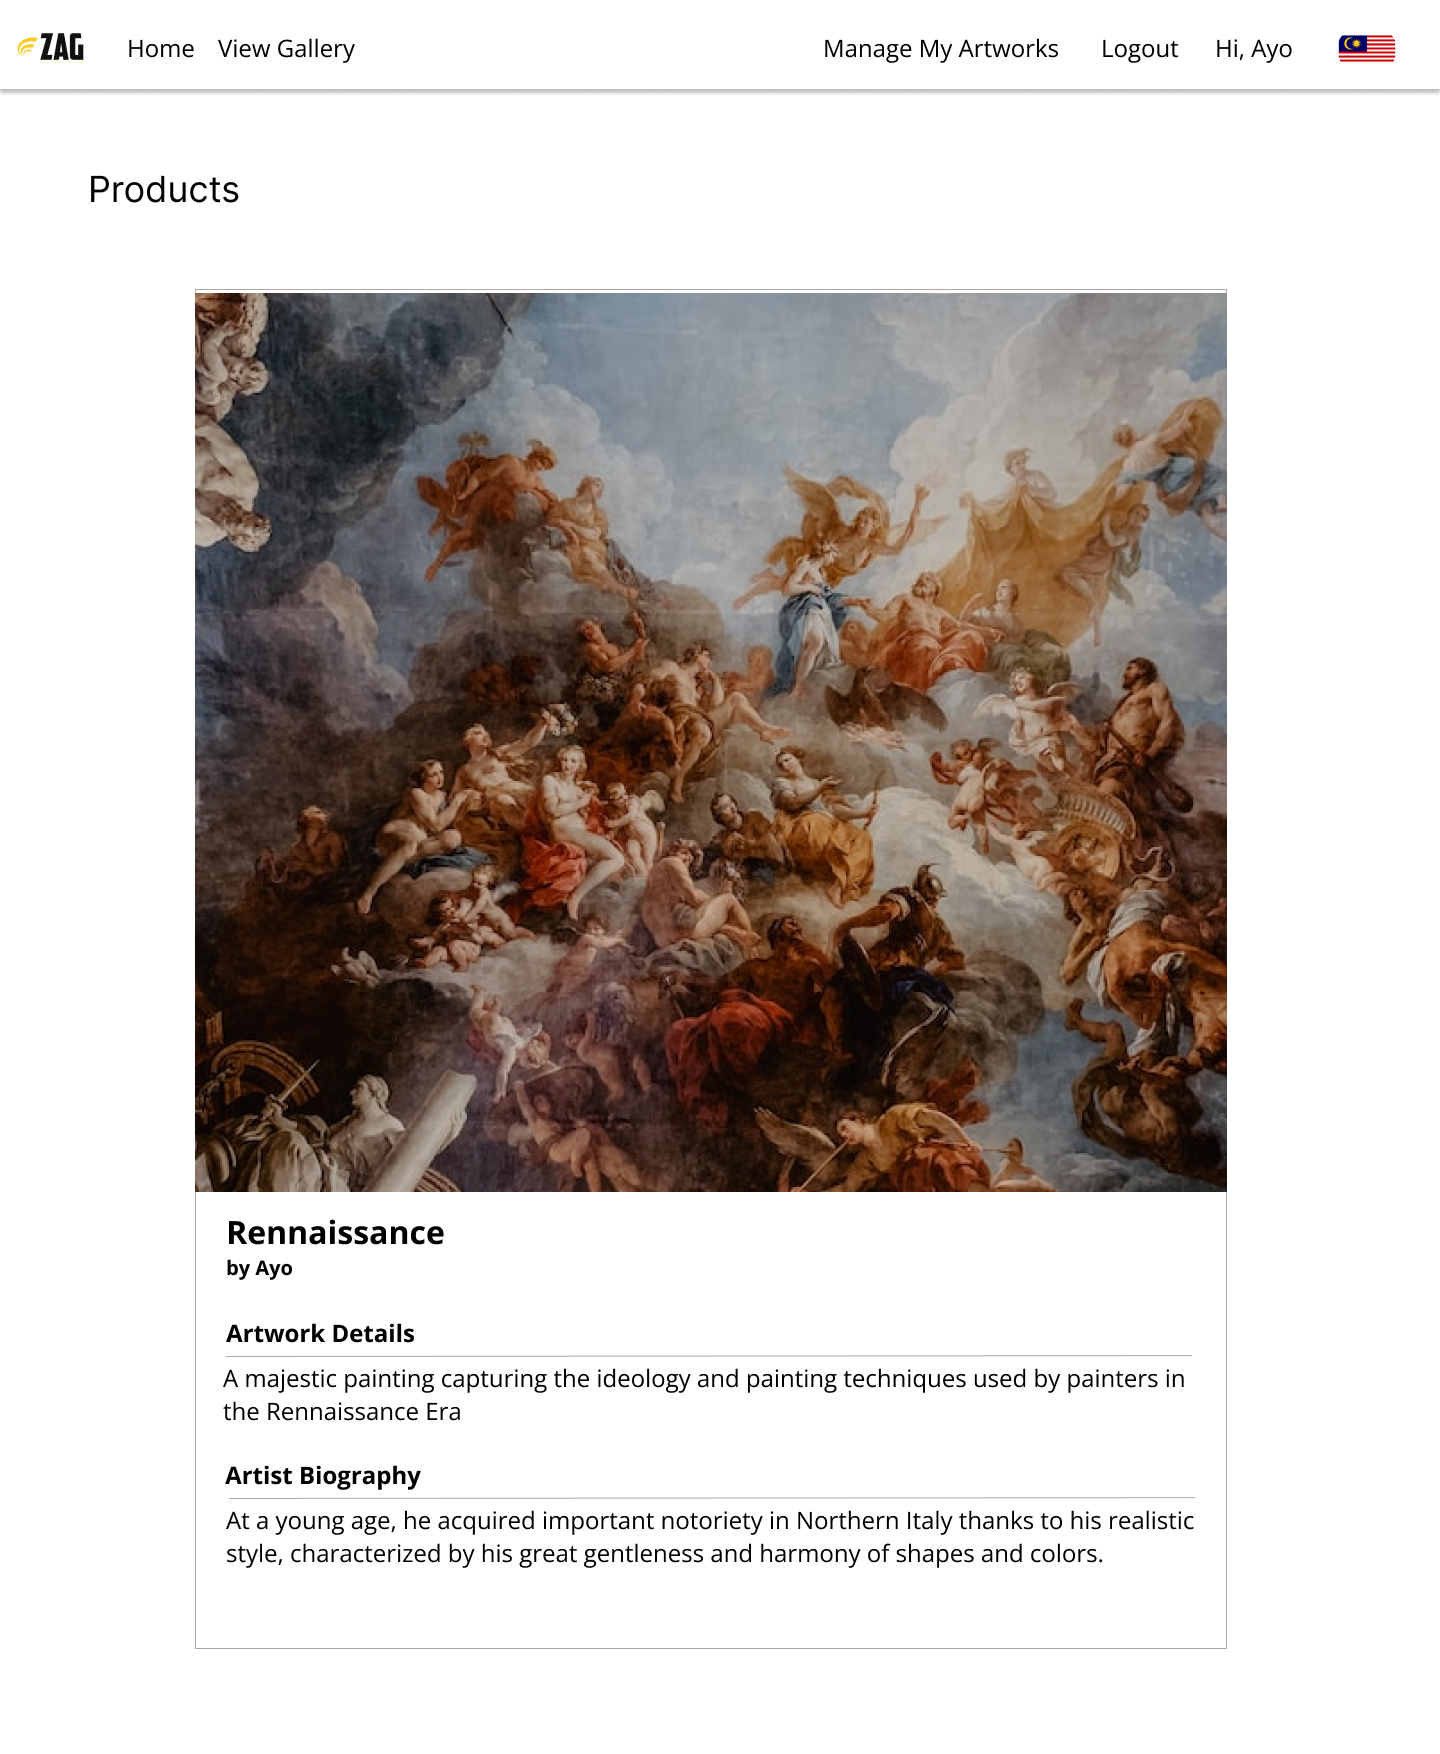 ZAG
Home View Gallery Manage My Artworks Logout Hi, Ayo
Products
Rennaissance
by Ayo
Artwork Details
A majestic painting capturing the ideology and painting techniques used by painters in
the Rennaissance Era
Artist Biography
At a young age, he acquired important notoriety in Northern Italy thanks to his realistic
style, characterized by his great gentleness and harmony of shapes and colors.